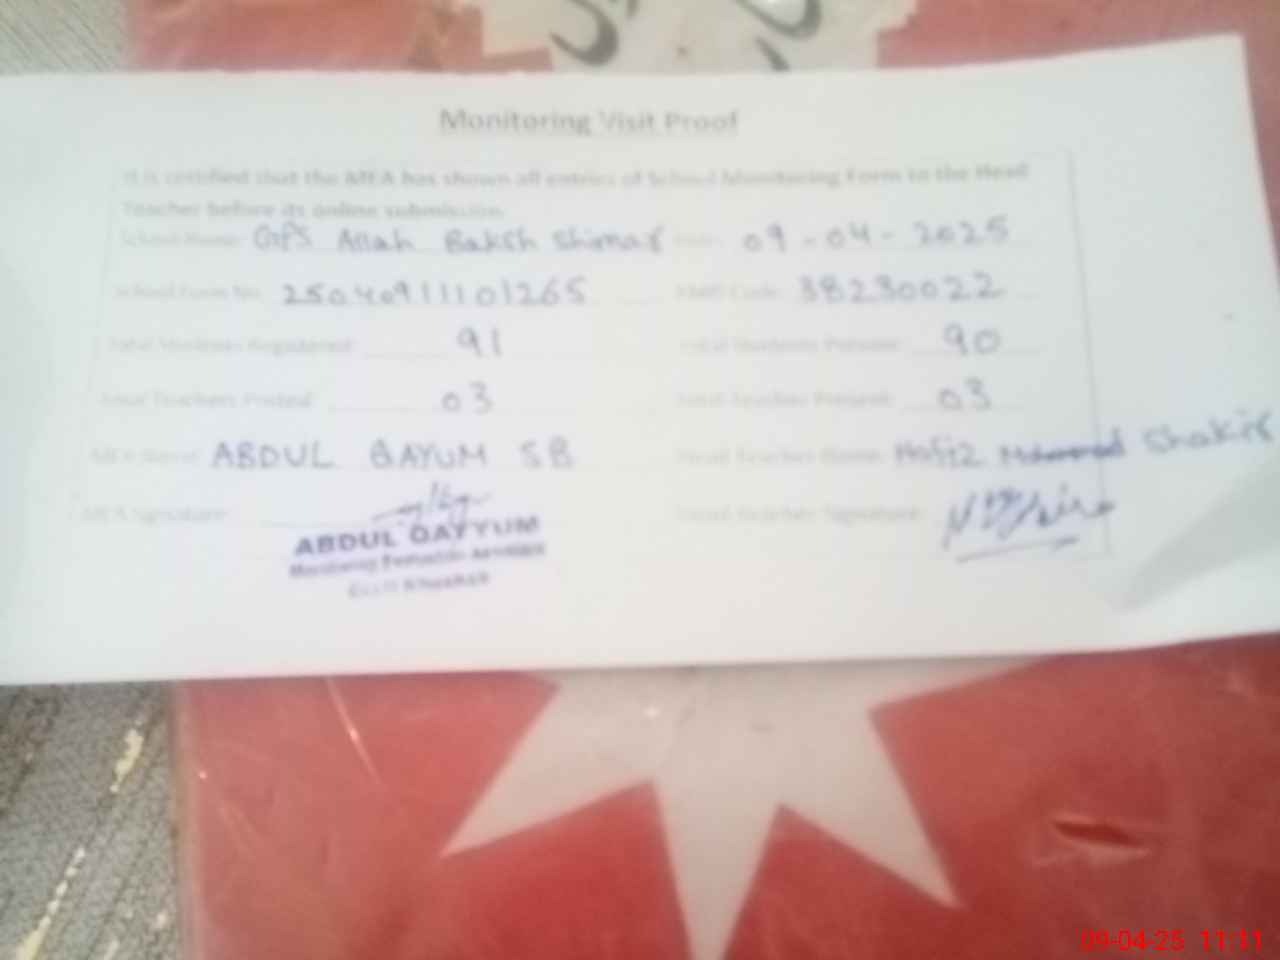 Monitoring Visit Proof
It is certified that the MEA has shown all entries of School Monitoring Form to the Head
Teacher before its online submission.
School Name: GPS Allah Baksh Shimar Date: 09-04-2025
School Form No: 25040911101265 EMIS Code: 38230022
Total Students Registered: 91 Total Students Present: 90
Total Teachers Posted: 03 Total Teacher Present: 03
MEA Name: ABDUL QAYUM SB Head Teacher Name: Hafiz Shakir
MEA Signature: Head Teacher Signature:
ABDUL QAYYUM
Monitoring
09-04-25 11:11